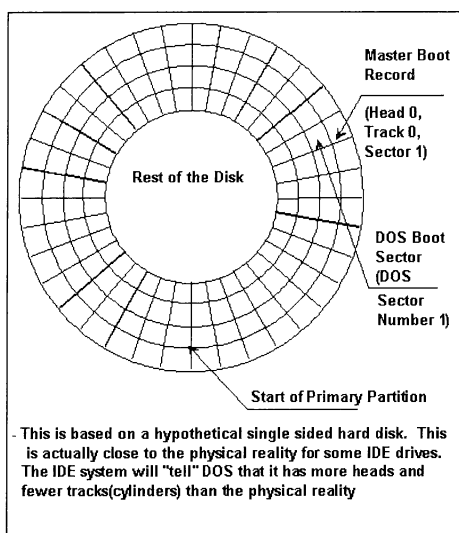 Master Boot
Record
(Head 0,
Track 0,
Sector 1)
Rest of the Disk
DOS Boot
Sector
(DOS
Sector
Number 1)
Start of Primary Partition
- This is based on a hypothetical single sided hard disk. This
is actually close to the physical reality for some IDE drives.
The IDE system will "tell" DOS that it has more heads and
fewer tracks(cylinders) than the physical reality